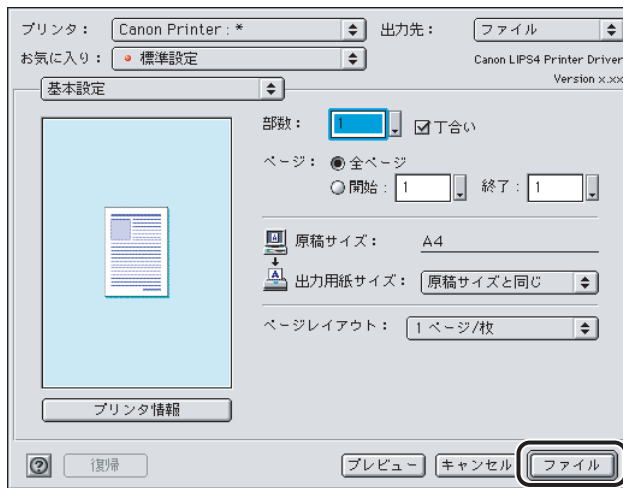 プリンタ： Canon Printer : * 出力先： ファイル
お気に入り： 標準設定 Canon LIPS4 Printer Driver
Version x.xx
基本設定
部数： 1 丁合い
ページ： 全ページ
開始： 1 終了： 1
原稿サイズ： A4
出力用紙サイズ： 原稿サイズと同じ
ページレイアウト： 1 ページ/枚
プリンタ情報
? 復帰 プレビュー キャンセル ファイル